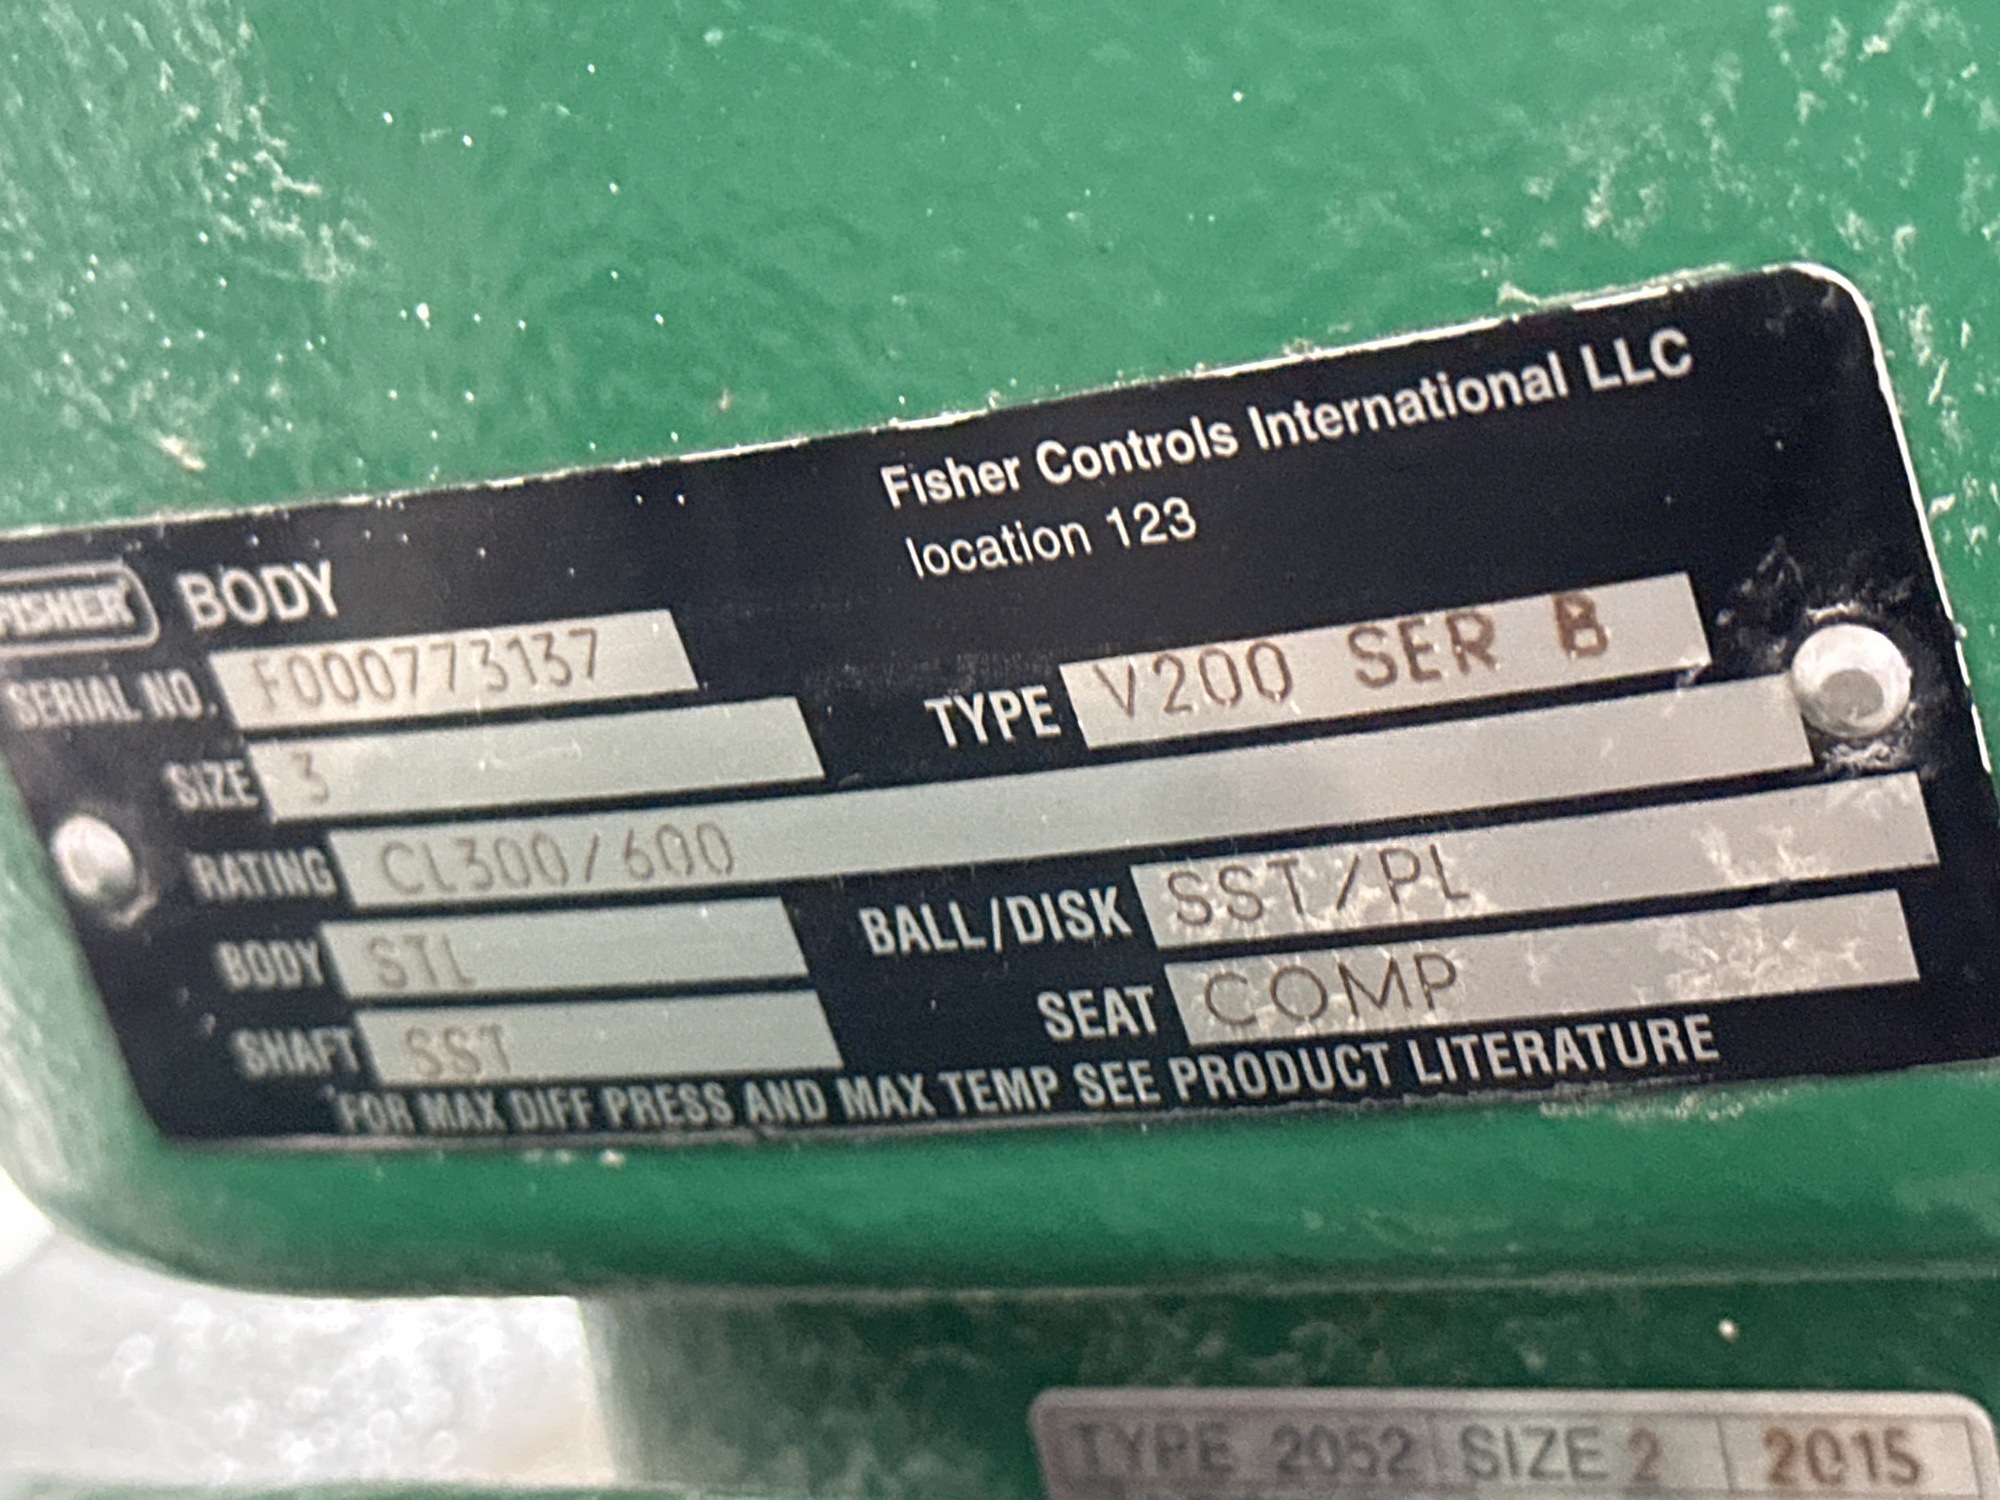 Fisher Controls International LLC
location 123
FISHER BODY
SERIAL NO. F000773137
TYPE V200 SER B
SIZE 3
RATING CL300/600
BODY STL
BALL/DISK SST/PL
SHAFT SST
SEAT COMP
FOR MAX DIFF PRESS AND MAX TEMP SEE PRODUCT LITERATURE
TYPE 2052 SIZE 2 2015